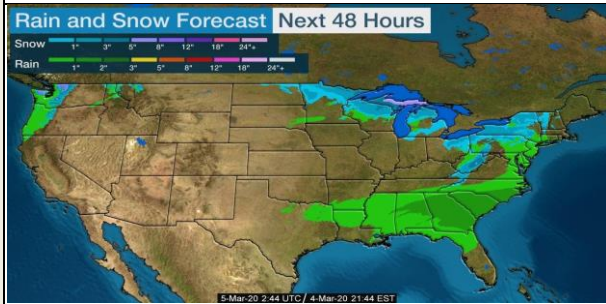 Rain and Snow Forecast Next 48 Hours
Snow
1" 3" 5" 8" 12" 18" 24"+
Rain
1" 2" 3" 5" 8" 12" 18" 24"+
5-Mar-20 2:44 UTC / 4-Mar-20 21:44 EST